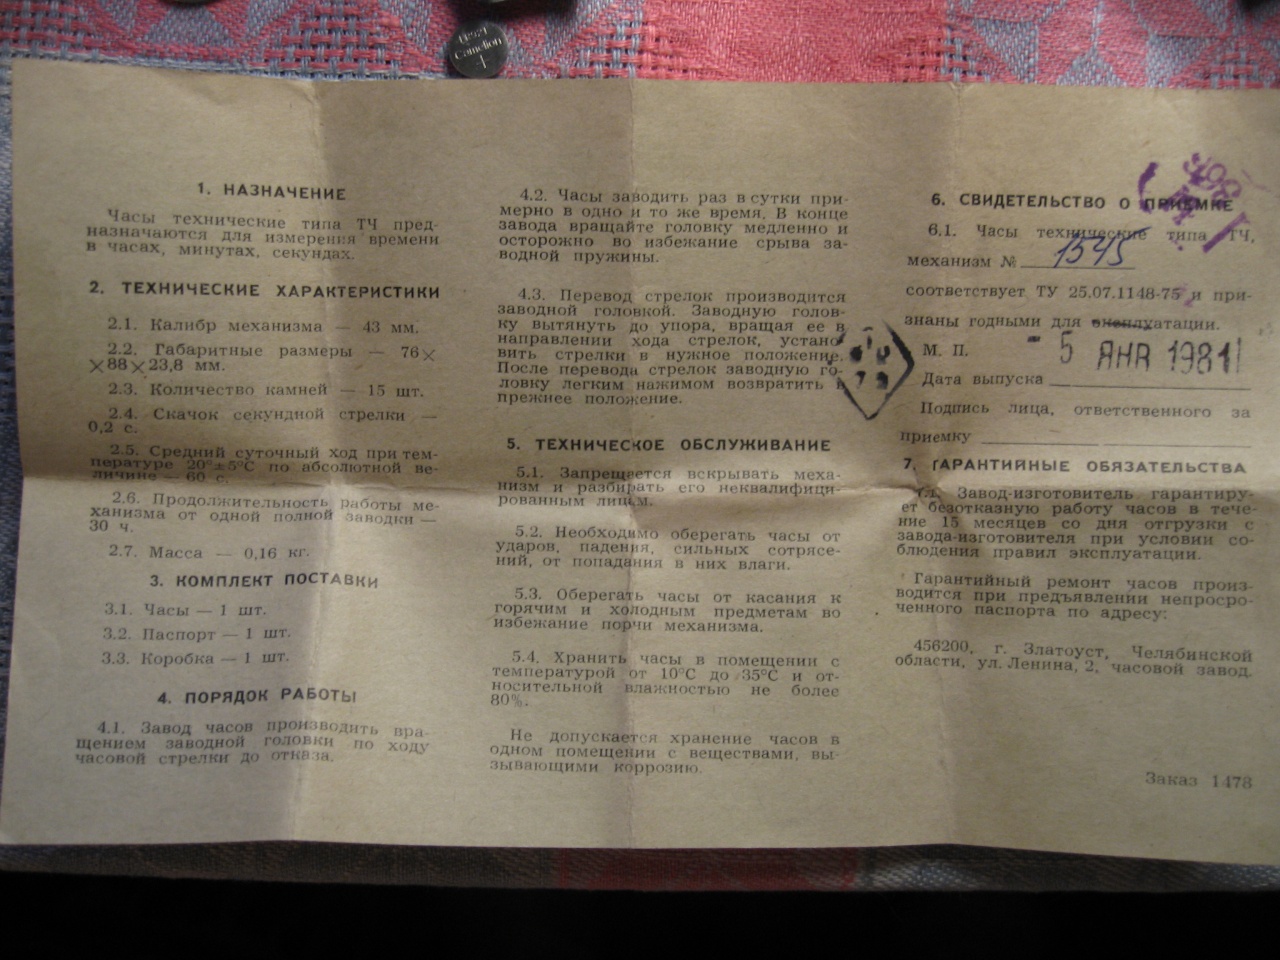 LR921
Camelion
+
1. НАЗНАЧЕНИЕ
Часы технические типа ТЧ пред-
назначаются для измерения времени
в часах, минутах, секундах.
2. ТЕХНИЧЕСКИЕ ХАРАКТЕРИСТИКИ
2.1. Калибр механизма — 43 мм.
2.2. Габаритные размеры — 76×
×88×23,8 мм.
2.3. Количество камней — 15 шт.
2.4. Скачок секундной стрелки —
0,2 с.
2.5. Средний суточный ход при тем-
пературе 20°±5°С по абсолютной ве-
личине — 60 с.
2.6. Продолжительность работы ме-
ханизма от одной полной заводки —
30 ч.
2.7. Масса — 0,16 кг.
3. КОМПЛЕКТ ПОСТАВКИ
3.1. Часы — 1 шт.
3.2. Паспорт — 1 шт.
3.3. Коробка — 1 шт.
4. ПОРЯДОК РАБОТЫ
4.1. Завод часов производить вра-
щением заводной головки по ходу
часовой стрелки до отказа.
4.2. Часы заводить раз в сутки при-
мерно в одно и то же время. В конце
завода вращайте головку медленно и
осторожно во избежание срыва за-
водной пружины.
4.3. Перевод стрелок производится
заводной головкой. Заводную голов-
ку вытянуть до упора, вращая ее в
направлении хода стрелок, устано
вить стрелки в нужное положение.
После перевода стрелок заводную го-
ловку легким нажимом возвратить в
прежнее положение.
5. ТЕХНИЧЕСКОЕ ОБСЛУЖИВАНИЕ
5.1. Запрещается вскрывать меха-
низм и разбирать его неквалифици-
рованным лицам.
5.2. Необходимо оберегать часы от
ударов, падения, сильных сотрясе-
ний, от попадания в них влаги.
5.3. Оберегать часы от касания к
горячим и холодным предметам во
избежание порчи механизма.
5.4. Хранить часы в помещении с
температурой от 10°С до 35°С и от-
носительной влажностью не более
80%.
Не допускается хранение часов в
одном помещении с веществами, вы-
зывающими коррозию.
6. СВИДЕТЕЛЬСТВО О ПРИЕМКЕ
6.1. Часы технические типа ТЧ,
механизм № 1545
соответствует ТУ 25.07.1148-75 и при-
знаны годными для эксплуатации.
М. П. - 5 ЯНВ 1981
Дата выпуска
Подпись лица, ответственного за
приемку
7. ГАРАНТИЙНЫЕ ОБЯЗАТЕЛЬСТВА
7.1. Завод-изготовитель гарантиру-
ет безотказную работу часов в тече-
ние 15 месяцев со дня отгрузки с
завода-изготовителя при условии со-
блюдения правил эксплуатации.
Гарантийный ремонт часов произ-
водится при предъявлении непросро-
ченного паспорта по адресу:
456200, г. Златоуст, Челябинской
области, ул. Ленина, 2, часовой завод.
Заказ 1478